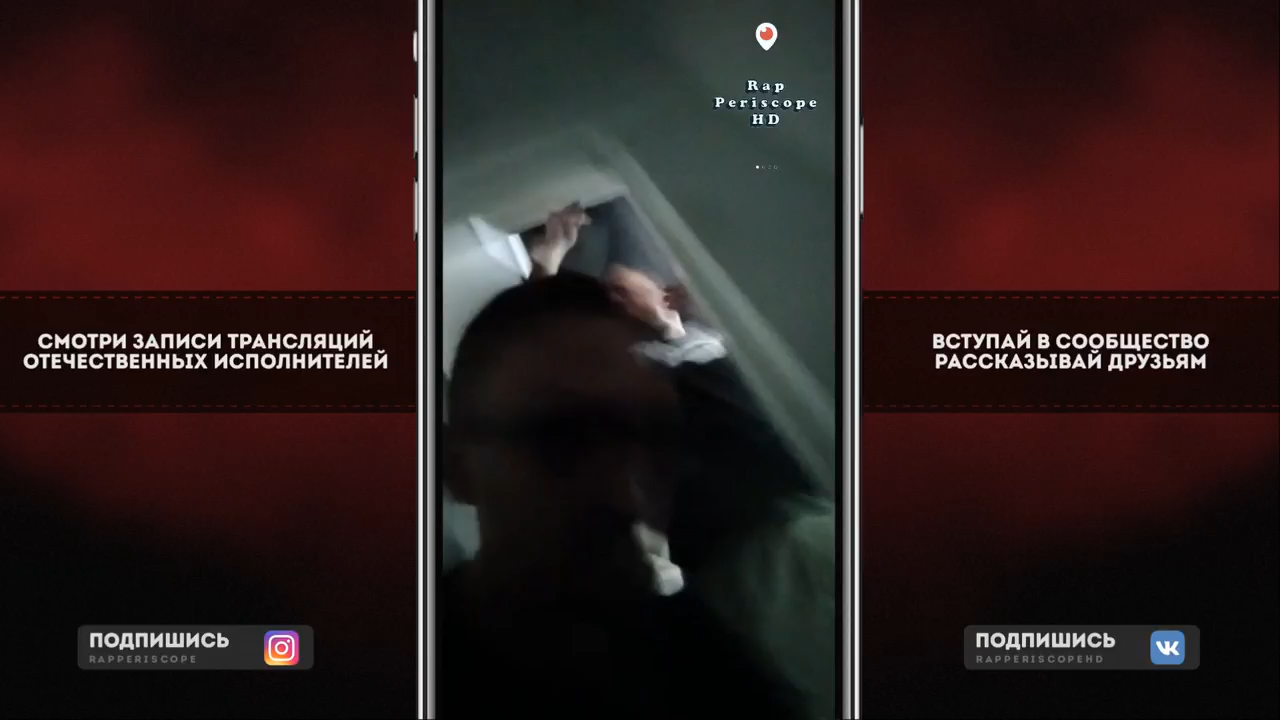 Rap
Periscope
HD
СМОТРИ ЗАПИСИ ТРАНСЛЯЦИЙ
ОТЕЧЕСТВЕННЫХ ИСПОЛНИТЕЛЕЙ
ВСТУПАЙ В СООБЩЕСТВО
РАССКАЗЫВАЙ ДРУЗЬЯМ
ПОДПИШИСЬ
RAPPERISCOPE
ПОДПИШИСЬ
RAPPERISCOPEHD